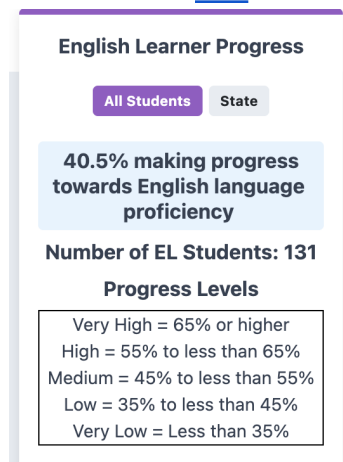 English Learner Progress
All Students
State
40.5% making progress
towards English language
proficiency
Number of EL Students: 131
Progress Levels
Very High = 65% or higher
High = 55% to less than 65%
Medium = 45% to less than 55%
Low = 35% to less than 45%
Very Low = Less than 35%